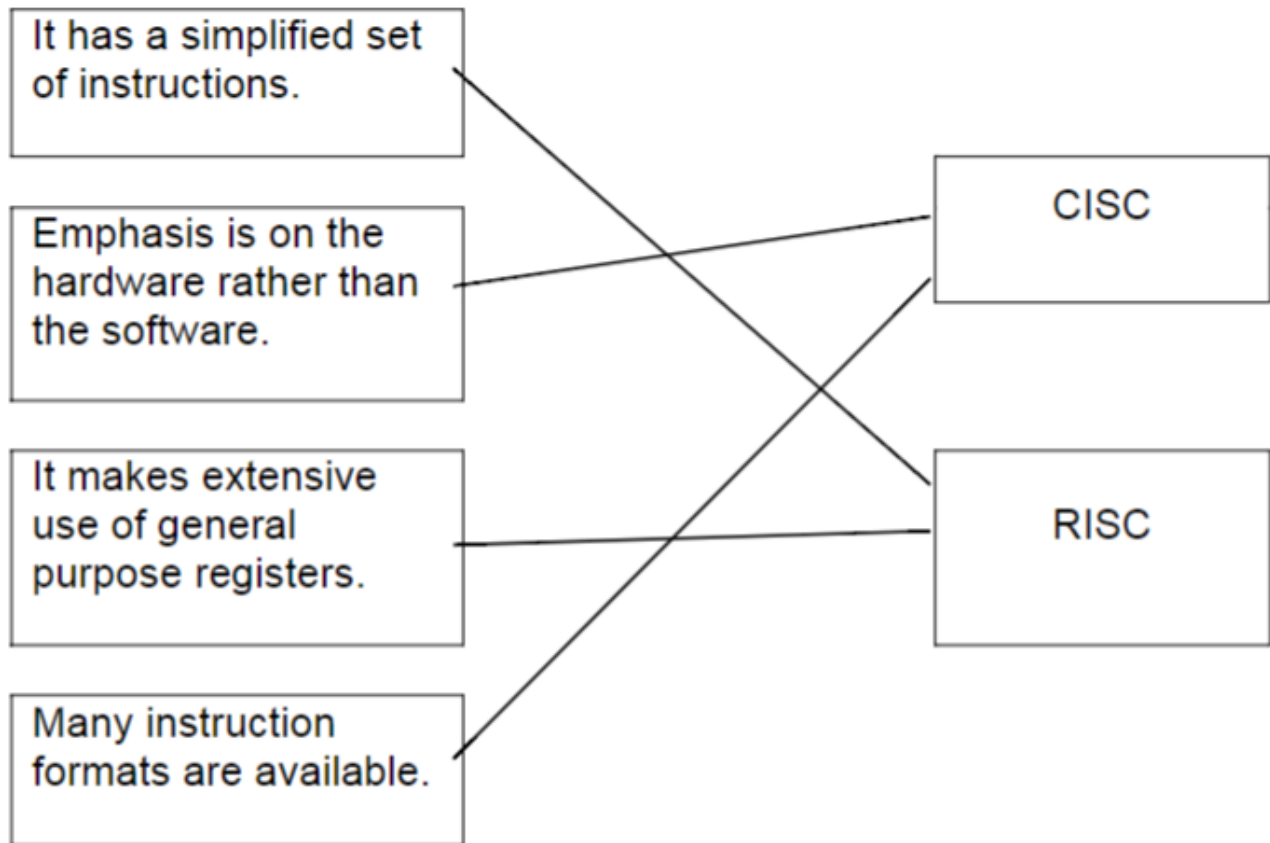 It has a simplified set
of instructions.
Emphasis is on the
hardware rather than
the software.
It makes extensive
use of general
purpose registers.
Many instruction
formats are available.
CISC
RISC